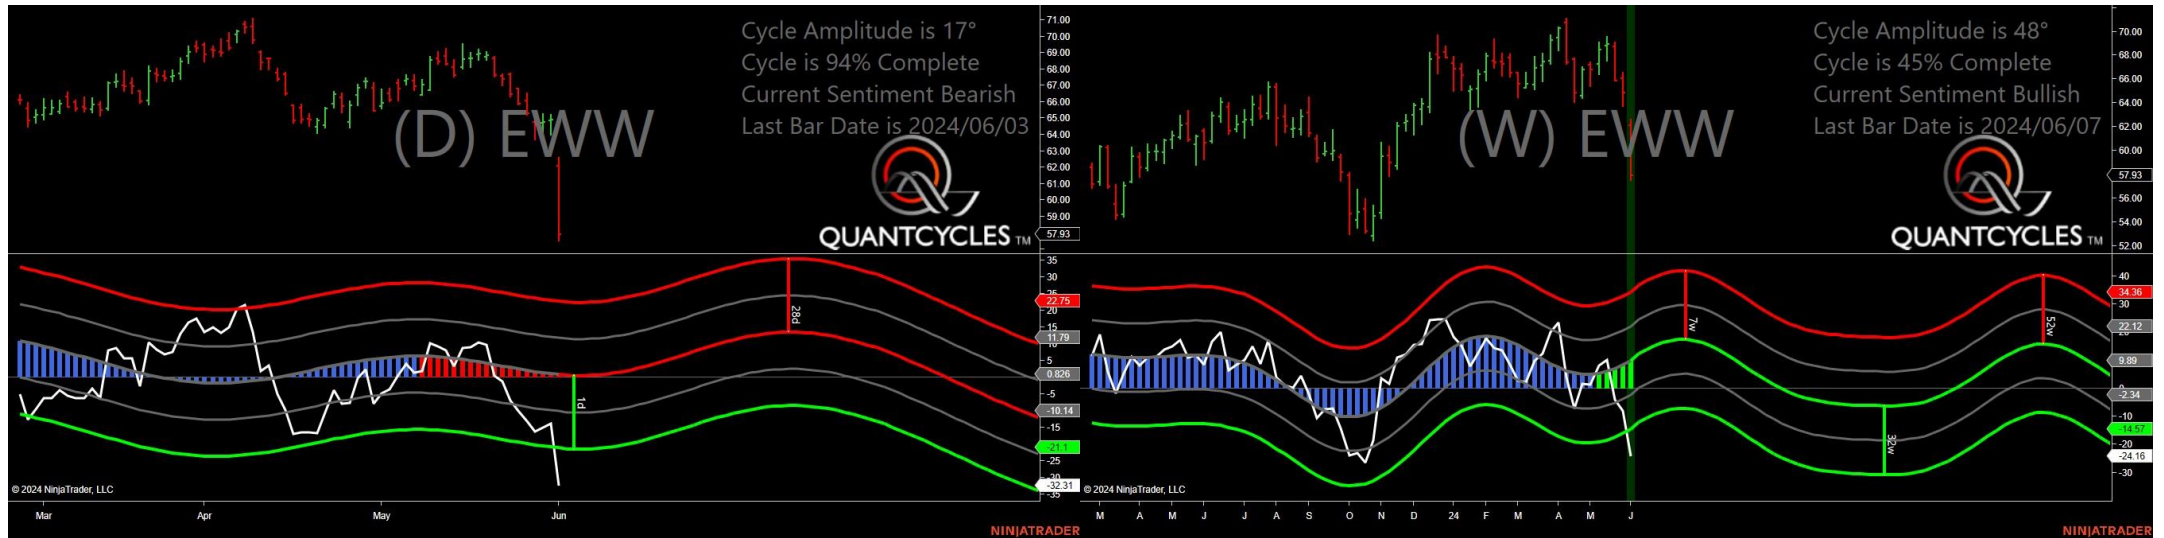 Cycle Amplitude is 17°
Cycle is 94% Complete
Current Sentiment Bearish
Last Bar Date is 2024/06/03
(D) EWW
QUANTCYCLES TM
71.00
70.00
69.00
68.00
67.00
66.00
65.00
64.00
63.00
62.00
61.00
60.00
59.00
57.93
35
30
25
22.75
20
15
11.79
10
5
0.826
-5
-10.14
-15
-21.1
-25
-30
-32.31
-35
28d
1d
© 2024 NinjaTrader, LLC
Mar Apr May Jun
NINJATRADER
Cycle Amplitude is 48°
Cycle is 45% Complete
Current Sentiment Bullish
Last Bar Date is 2024/06/07
(W) EWW
QUANTCYCLES TM
70.00
68.00
66.00
64.00
62.00
60.00
57.93
56.00
54.00
52.00
40
34.36
30
22.12
20
9.89
0
-2.34
-10
-14.57
-20
-24.16
-30
7w
52w
32w
© 2024 NinjaTrader, LLC
M A M J J A S O N D 24 F M A M J
NINJATRADER